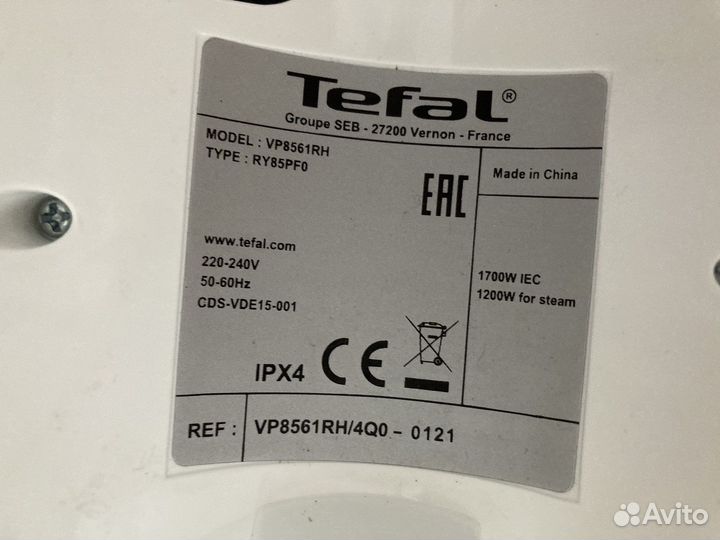 Tefal®
Groupe SEB - 27200 Vernon - France
MODEL : VP8561RH
TYPE : RY85PF0
EAC
Made in China
www.tefal.com
220-240V
50-60Hz
CDS-VDE15-001
1700W IEC
1200W for steam
IPX4 CE
REF : VP8561RH/4Q0 - 0121
Avito